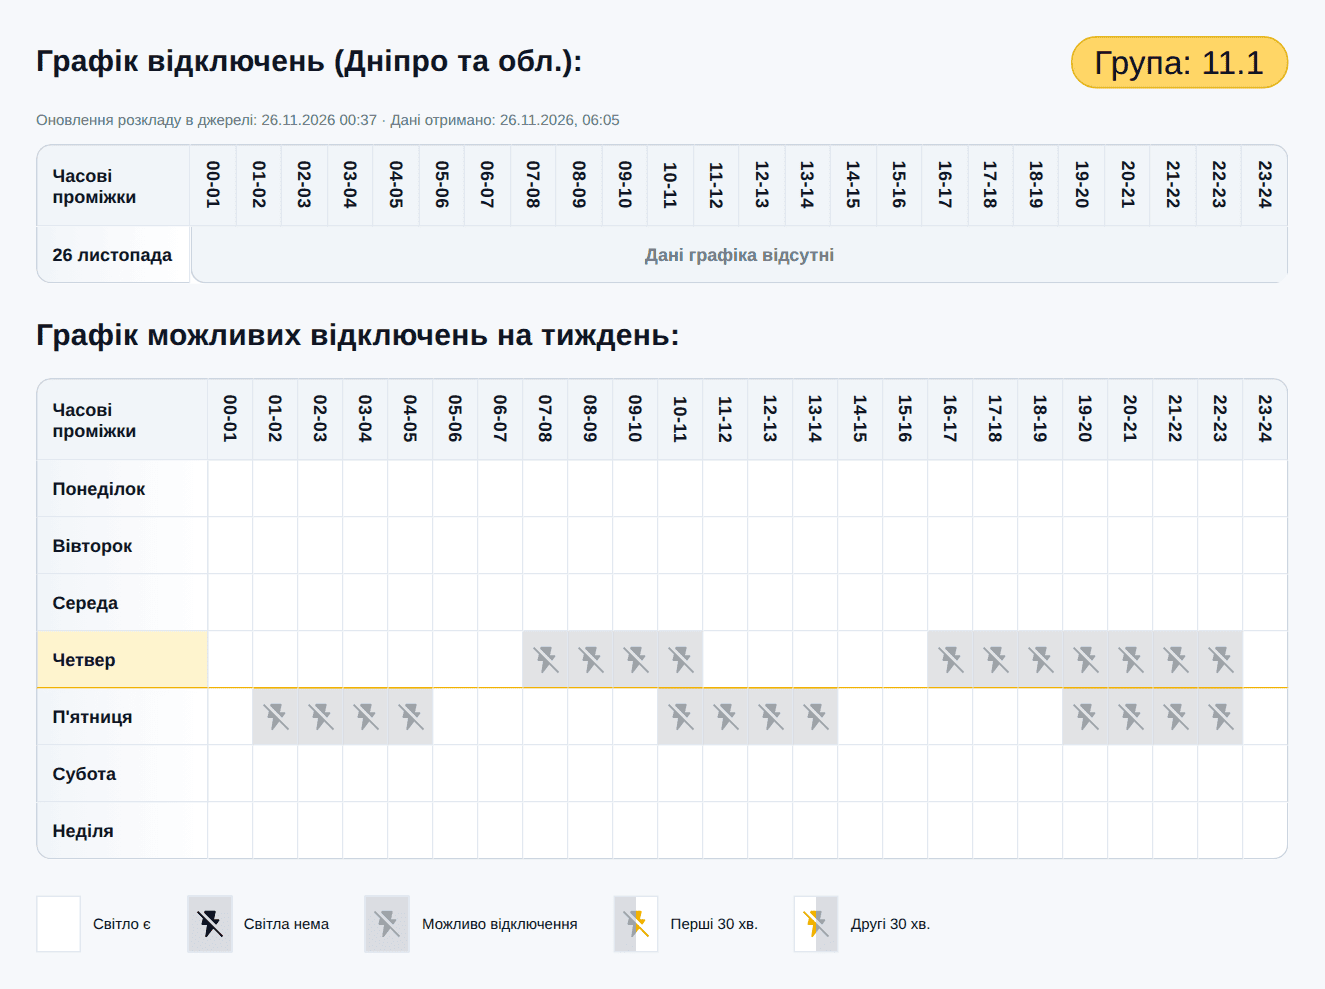 Графік відключень (Дніпро та обл.):
Група: 11.1
Оновлення розкладу в джерелі: 26.11.2026 00:37 · Дані отримано: 26.11.2026, 06:05
Часові проміжки 00-01 01-02 02-03 03-04 04-05 05-06 06-07 07-08 08-09 09-10 10-11 11-12 12-13 13-14 14-15 15-16 16-17 17-18 18-19 19-20 20-21 21-22 22-23 23-24
26 листопада Дані графіка відсутні
Графік можливих відключень на тиждень:
Часові проміжки 00-01 01-02 02-03 03-04 04-05 05-06 06-07 07-08 08-09 09-10 10-11 11-12 12-13 13-14 14-15 15-16 16-17 17-18 18-19 19-20 20-21 21-22 22-23 23-24
Понеділок
Вівторок
Середа
Четвер
П'ятниця
Субота
Неділя
Світло є Світла нема Можливо відключення Перші 30 хв. Другі 30 хв.